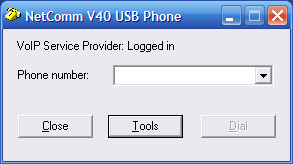 NetComm V40 USB Phone
VoIP Service Provider: Logged in
Phone number:
Close Tools Dial